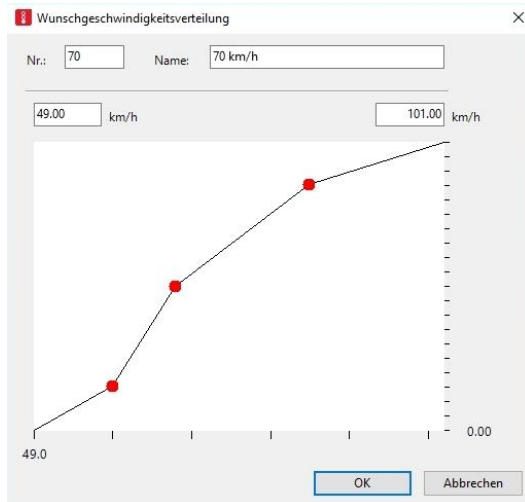 Wunschgeschwindigkeitsverteilung
Nr.: 70 Name: 70 km/h
49.00 km/h 101.00 km/h
0.00
49.0
OK Abbrechen